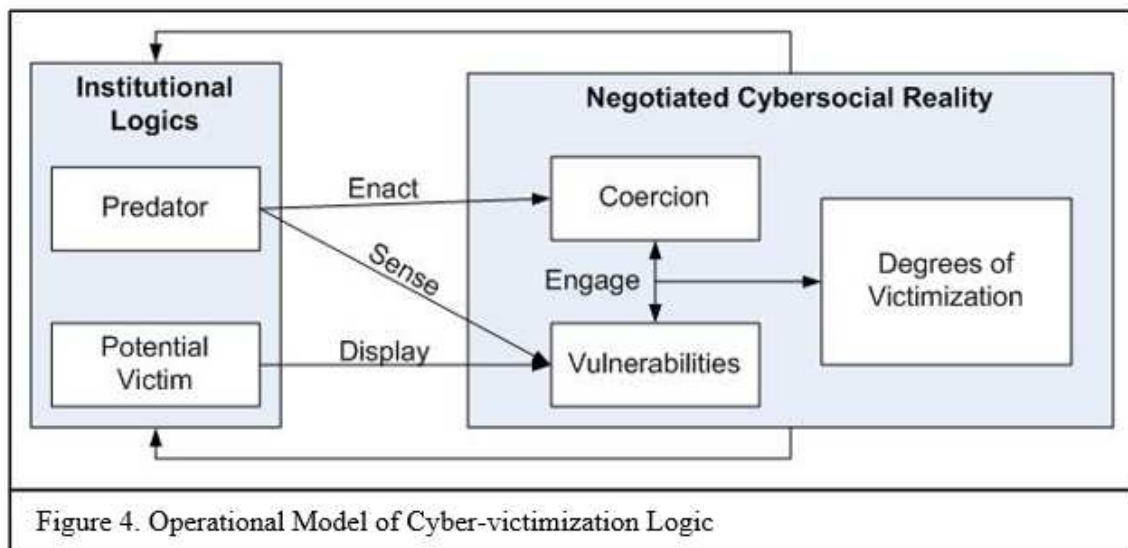 Institutional
Logics
Negotiated Cybersocial Reality
Predator
Enact
Coercion
Sense
Engage
Degrees of
Victimization
Potential
Victim
Display
Vulnerabilities
Figure 4. Operational Model of Cyber-victimization Logic